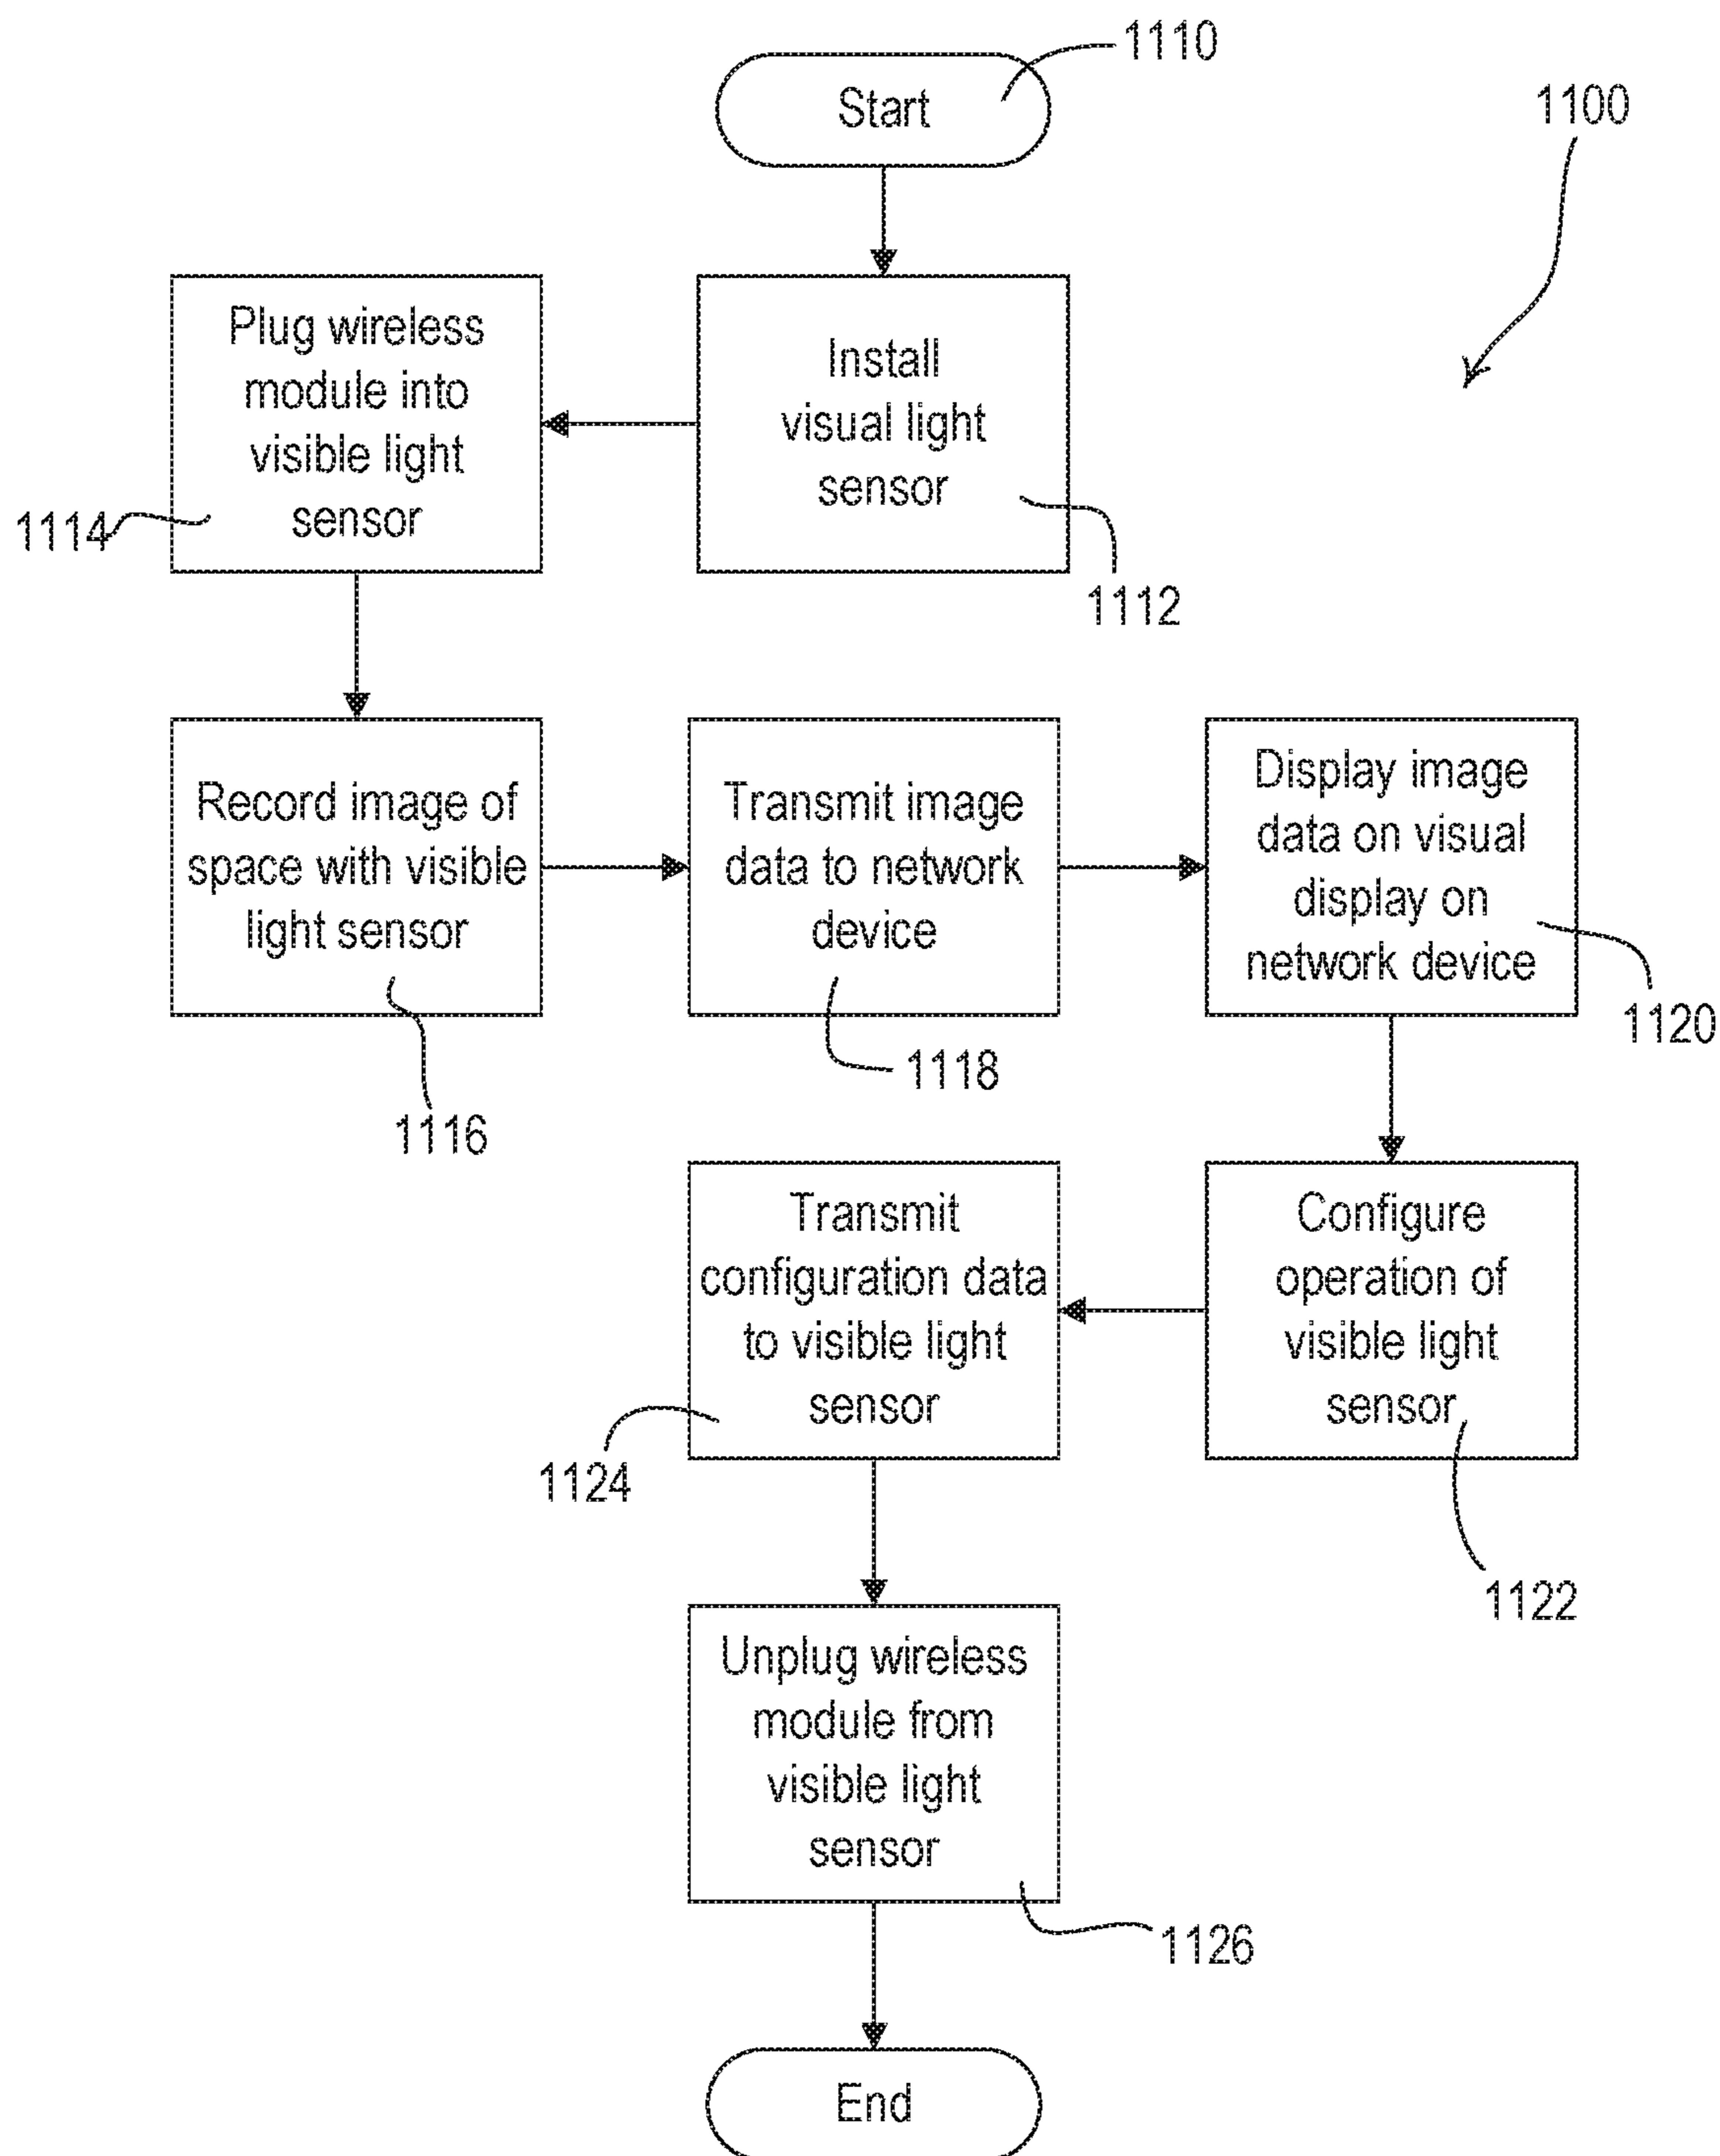 1110
Start
1100
Install
visual light
sensor
1112
Plug wireless
module into
visible light
sensor
1114
Record image of
space with visible
light sensor
1116
Transmit image
data to network
device
1118
Display image
data on visual
display on
network device
1120
Configure
operation of
visible light
sensor
1122
Transmit
configuration data
to visible light
sensor
1124
Unplug wireless
module from
visible light
sensor
1126
End